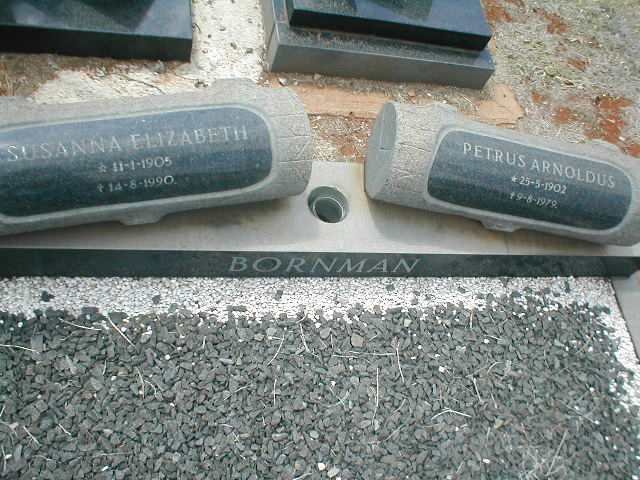 SUSANNA ELIZABETH
☆ 11-1-1905
✝ 14-8-1990.
PETRUS ARNOLDUS
☆ 25-5-1902
✝ 9-8-1979.
BORNMAN